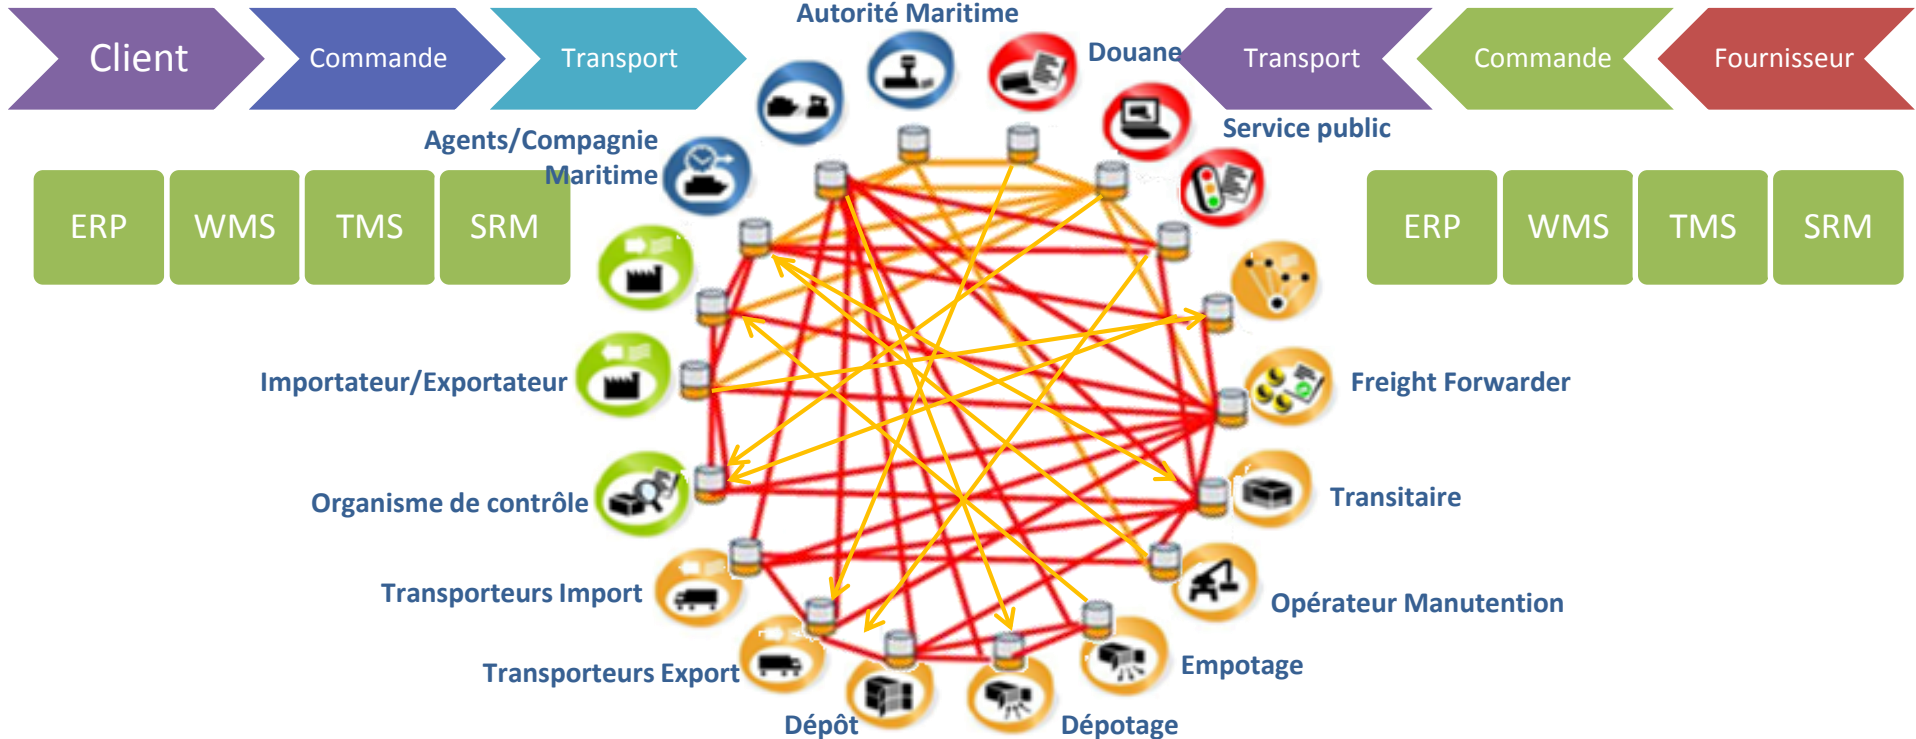 Autorité Maritime
Client
Commande
Transport
Douane
Transport
Commande
Fournisseur
Agents/Compagnie
Maritime
Service public
ERP
WMS
TMS
SRM
ERP
WMS
TMS
SRM
Importateur/Exportateur
Freight Forwarder
Organisme de contrôle
Transitaire
Transporteurs Import
Opérateur Manutention
Transporteurs Export
Empotage
Dépôt
Dépotage